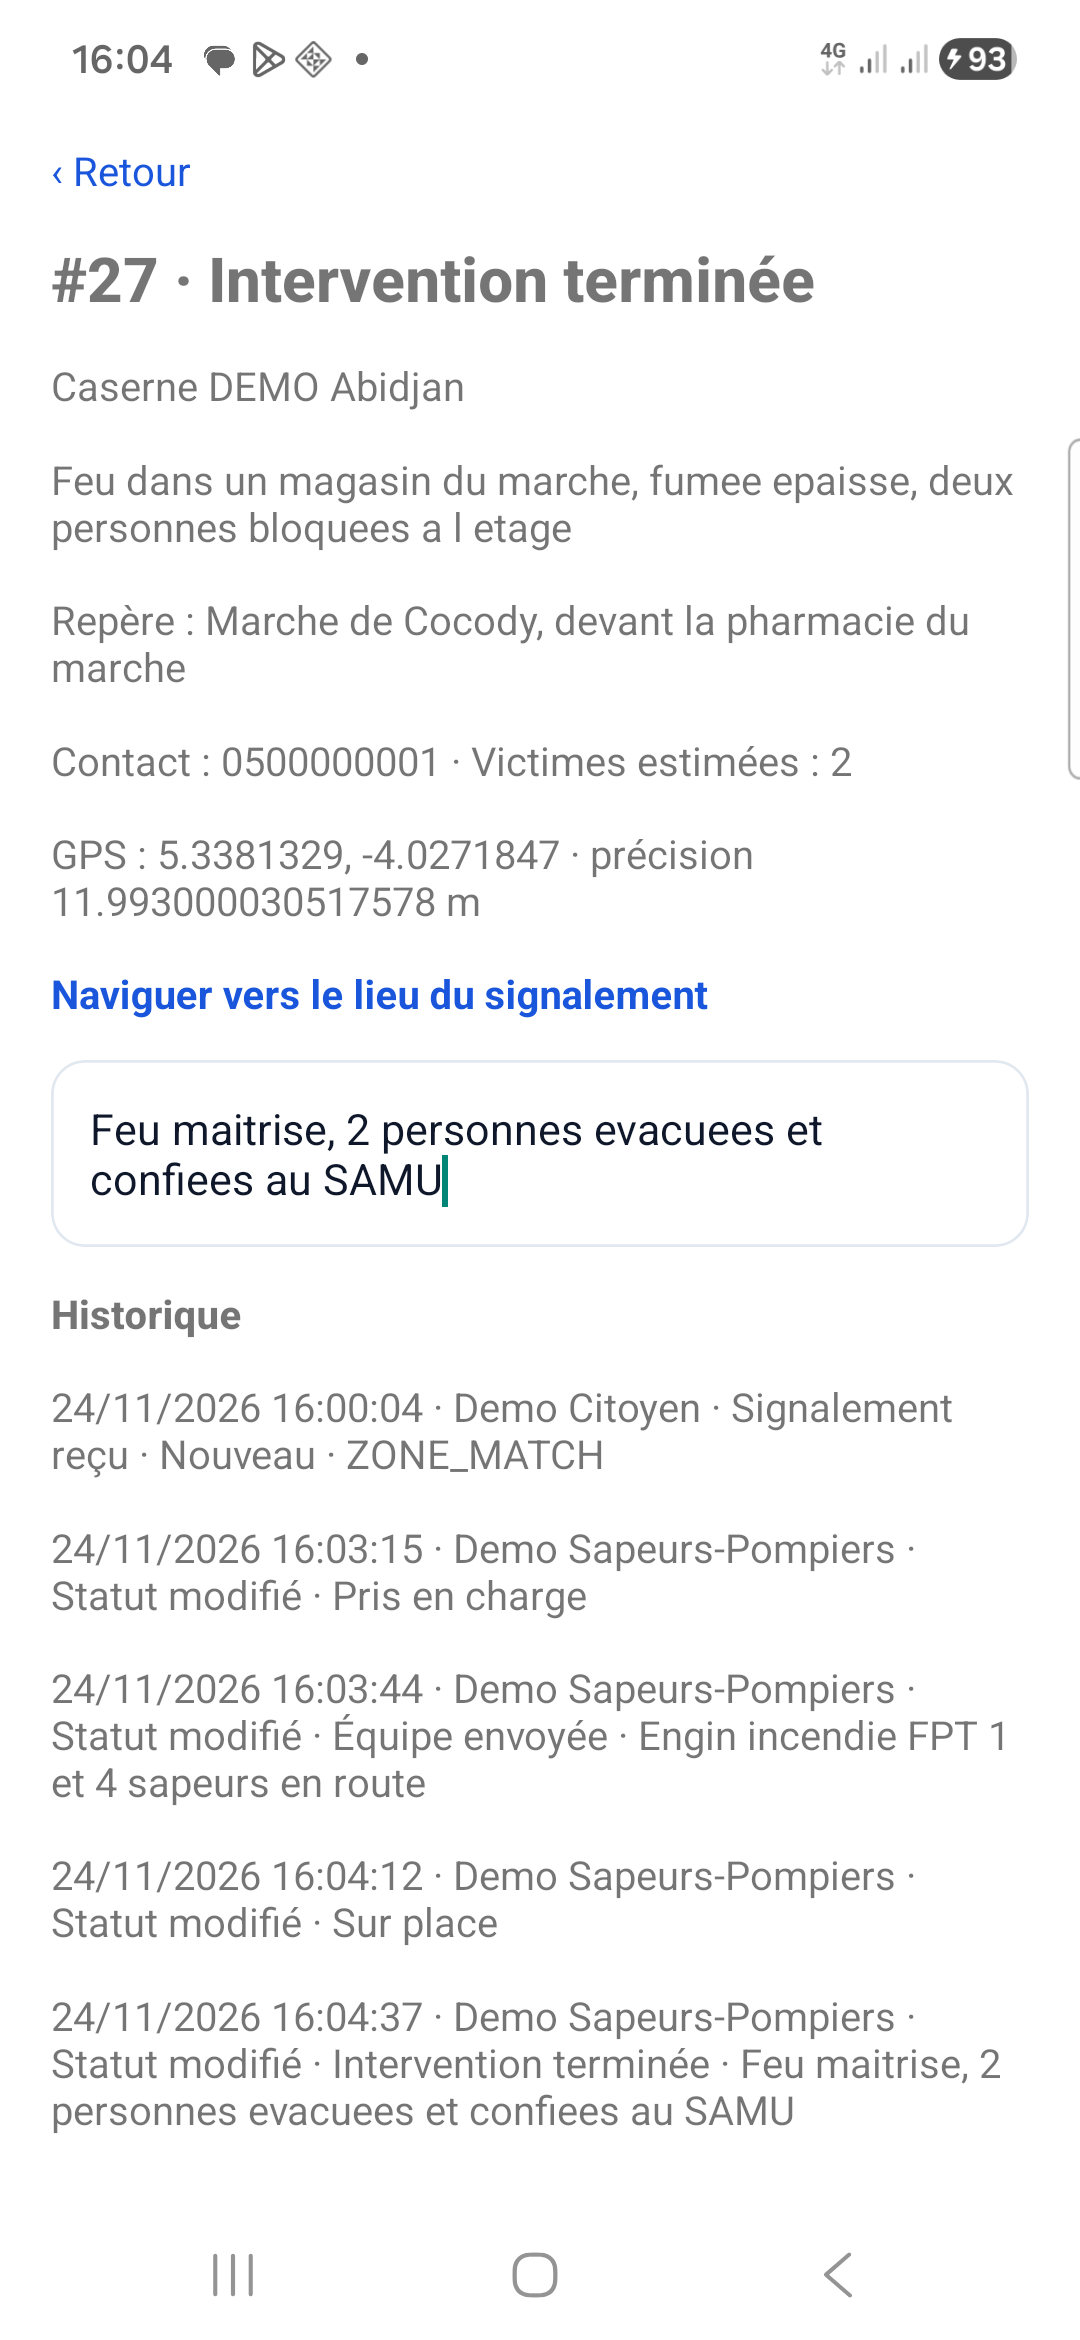 16:04
4G
93
‹ Retour
#27 · Intervention terminée
Caserne DEMO Abidjan
Feu dans un magasin du marche, fumee epaisse, deux
personnes bloquees a l etage
Repère : Marche de Cocody, devant la pharmacie du
marche
Contact : 0500000001 · Victimes estimées : 2
GPS : 5.3381329, -4.0271847 · précision
11.993000030517578 m
Naviguer vers le lieu du signalement
Feu maitrise, 2 personnes evacuees et
confiees au SAMU
Historique
24/11/2026 16:00:04 · Demo Citoyen · Signalement
reçu · Nouveau · ZONE_MATCH
24/11/2026 16:03:15 · Demo Sapeurs-Pompiers ·
Statut modifié · Pris en charge
24/11/2026 16:03:44 · Demo Sapeurs-Pompiers ·
Statut modifié · Équipe envoyée · Engin incendie FPT 1
et 4 sapeurs en route
24/11/2026 16:04:12 · Demo Sapeurs-Pompiers ·
Statut modifié · Sur place
24/11/2026 16:04:37 · Demo Sapeurs-Pompiers ·
Statut modifié · Intervention terminée · Feu maitrise, 2
personnes evacuees et confiees au SAMU